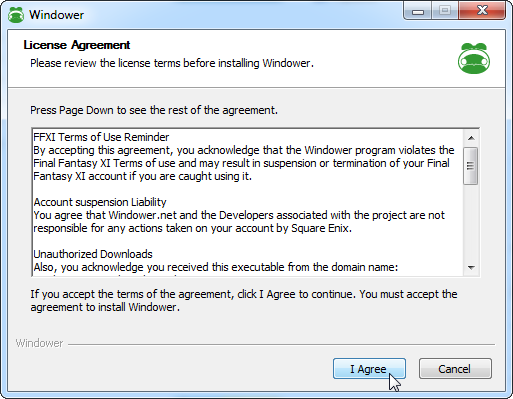 Windower
License Agreement
Please review the license terms before installing Windower.
Press Page Down to see the rest of the agreement.
FFXI Terms of Use Reminder
By accepting this agreement, you acknowledge that the Windower program violates the
Final Fantasy XI Terms of use and may result in suspension or termination of your Final
Fantasy XI account if you are caught using it.
Account suspension Liability
You agree that Windower.net and the Developers associated with the project are not
responsible for any actions taken on your account by Square Enix.
Unauthorized Downloads
Also, you acknowledge you received this executable from the domain name:
If you accept the terms of the agreement, click I Agree to continue. You must accept the
agreement to install Windower.
Windower
I Agree
Cancel